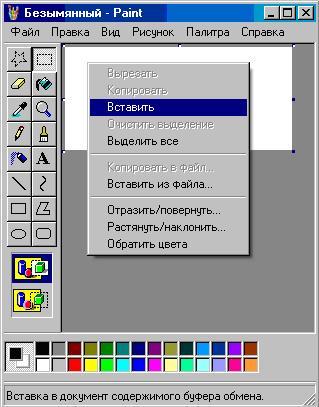 Безымянный - Paint
Файл Правка Вид Рисунок Палитра Справка
Вырезать
Копировать
Вставить
Очистить выделение
Выделить все
Копировать в файл...
Вставить из файла...
Отразить/повернуть...
Растянуть/наклонить...
Обратить цвета
A
Вставка в документ содержимого буфера обмена.